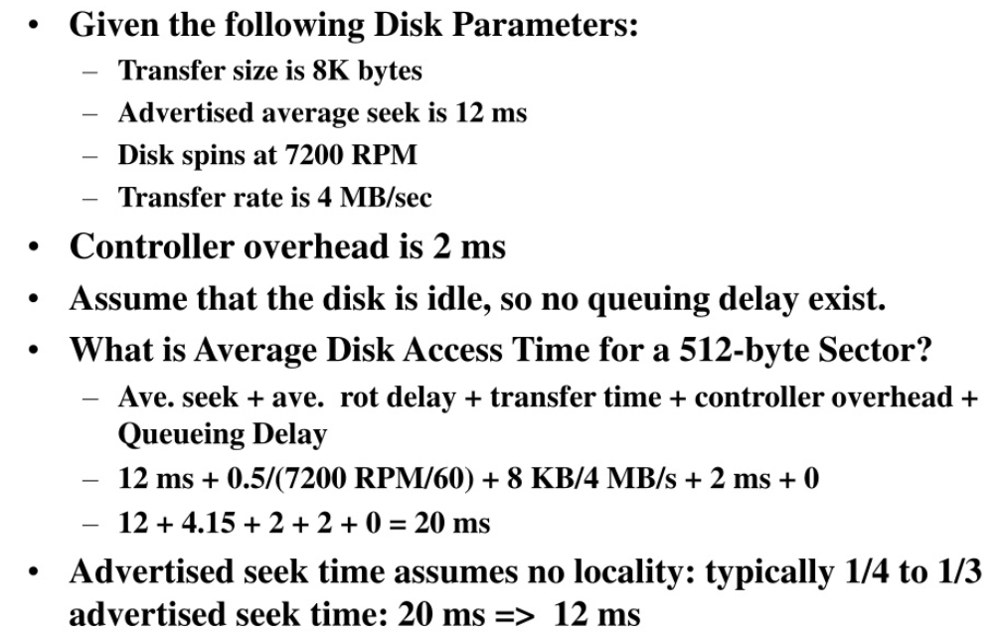 • Given the following Disk Parameters:
– Transfer size is 8K bytes
– Advertised average seek is 12 ms
– Disk spins at 7200 RPM
– Transfer rate is 4 MB/sec
• Controller overhead is 2 ms
• Assume that the disk is idle, so no queuing delay exist.
• What is Average Disk Access Time for a 512-byte Sector?
– Ave. seek + ave. rot delay + transfer time + controller overhead +
Queueing Delay
– 12 ms + 0.5/(7200 RPM/60) + 8 KB/4 MB/s + 2 ms + 0
– 12 + 4.15 + 2 + 2 + 0 = 20 ms
• Advertised seek time assumes no locality: typically 1/4 to 1/3
advertised seek time: 20 ms => 12 ms